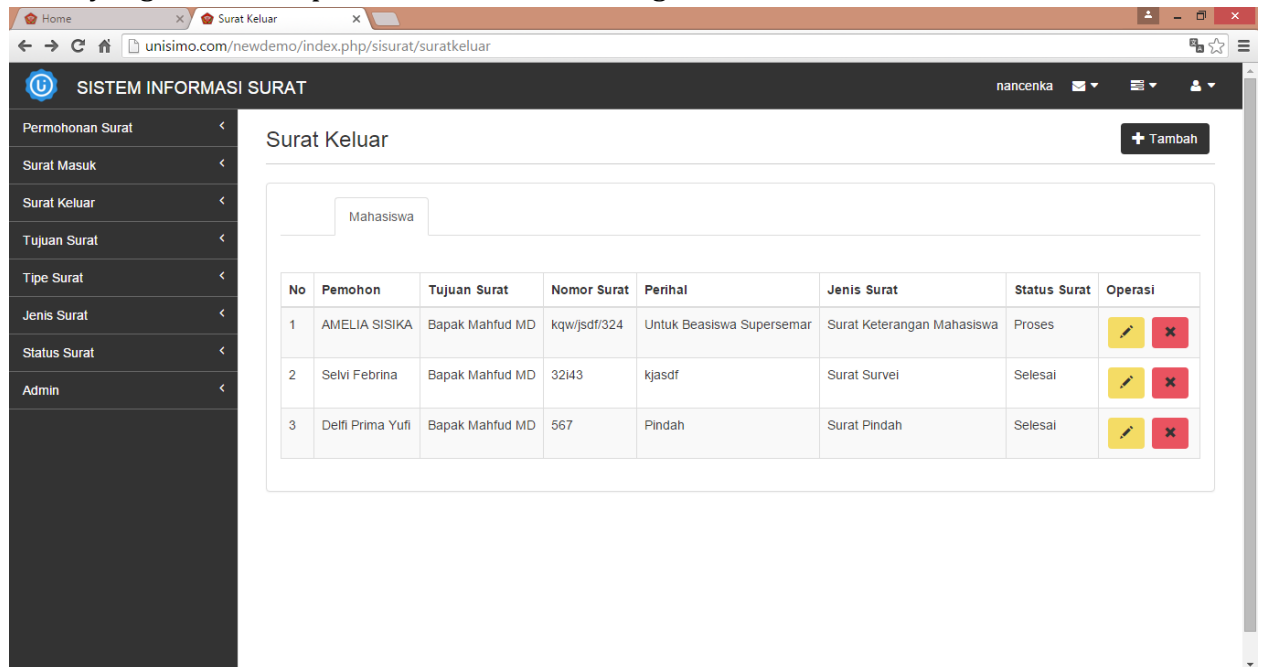 Home
Surat Keluar
unisimo.com/newdemo/index.php/sisurat/suratkeluar
SISTEM INFORMASI SURAT
nancenka
Permohonan Surat
Surat Masuk
Surat Keluar
Tujuan Surat
Tipe Surat
Jenis Surat
Status Surat
Admin
Surat Keluar
Tambah
Mahasiswa
No Pemohon Tujuan Surat Nomor Surat Perihal Jenis Surat Status Surat Operasi
1 AMELIA SISIKA Bapak Mahfud MD kqw/jsdf/324 Untuk Beasiswa Supersemar Surat Keterangan Mahasiswa Proses
2 Selvi Febrina Bapak Mahfud MD 32i43 kjasdf Surat Survei Selesai
3 Delfi Prima Yufi Bapak Mahfud MD 567 Pindah Surat Pindah Selesai